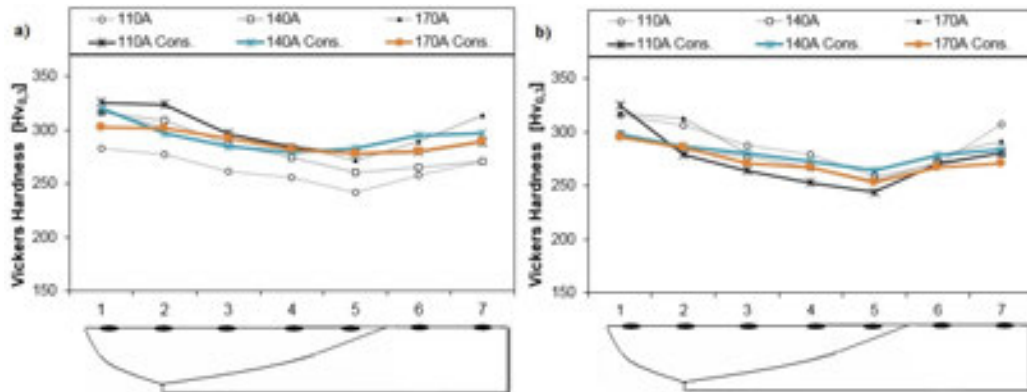 a)
110A 140A 170A
110A Cons. 140A Cons. 170A Cons.
Vickers Hardness [Hv0,3]
350
300
250
200
150
1 2 3 4 5 6 7
b)
110A 140A 170A
110A Cons. 140A Cons. 170A Cons.
Vickers Hardness [Hv0,3]
350
300
250
200
150
1 2 3 4 5 6 7